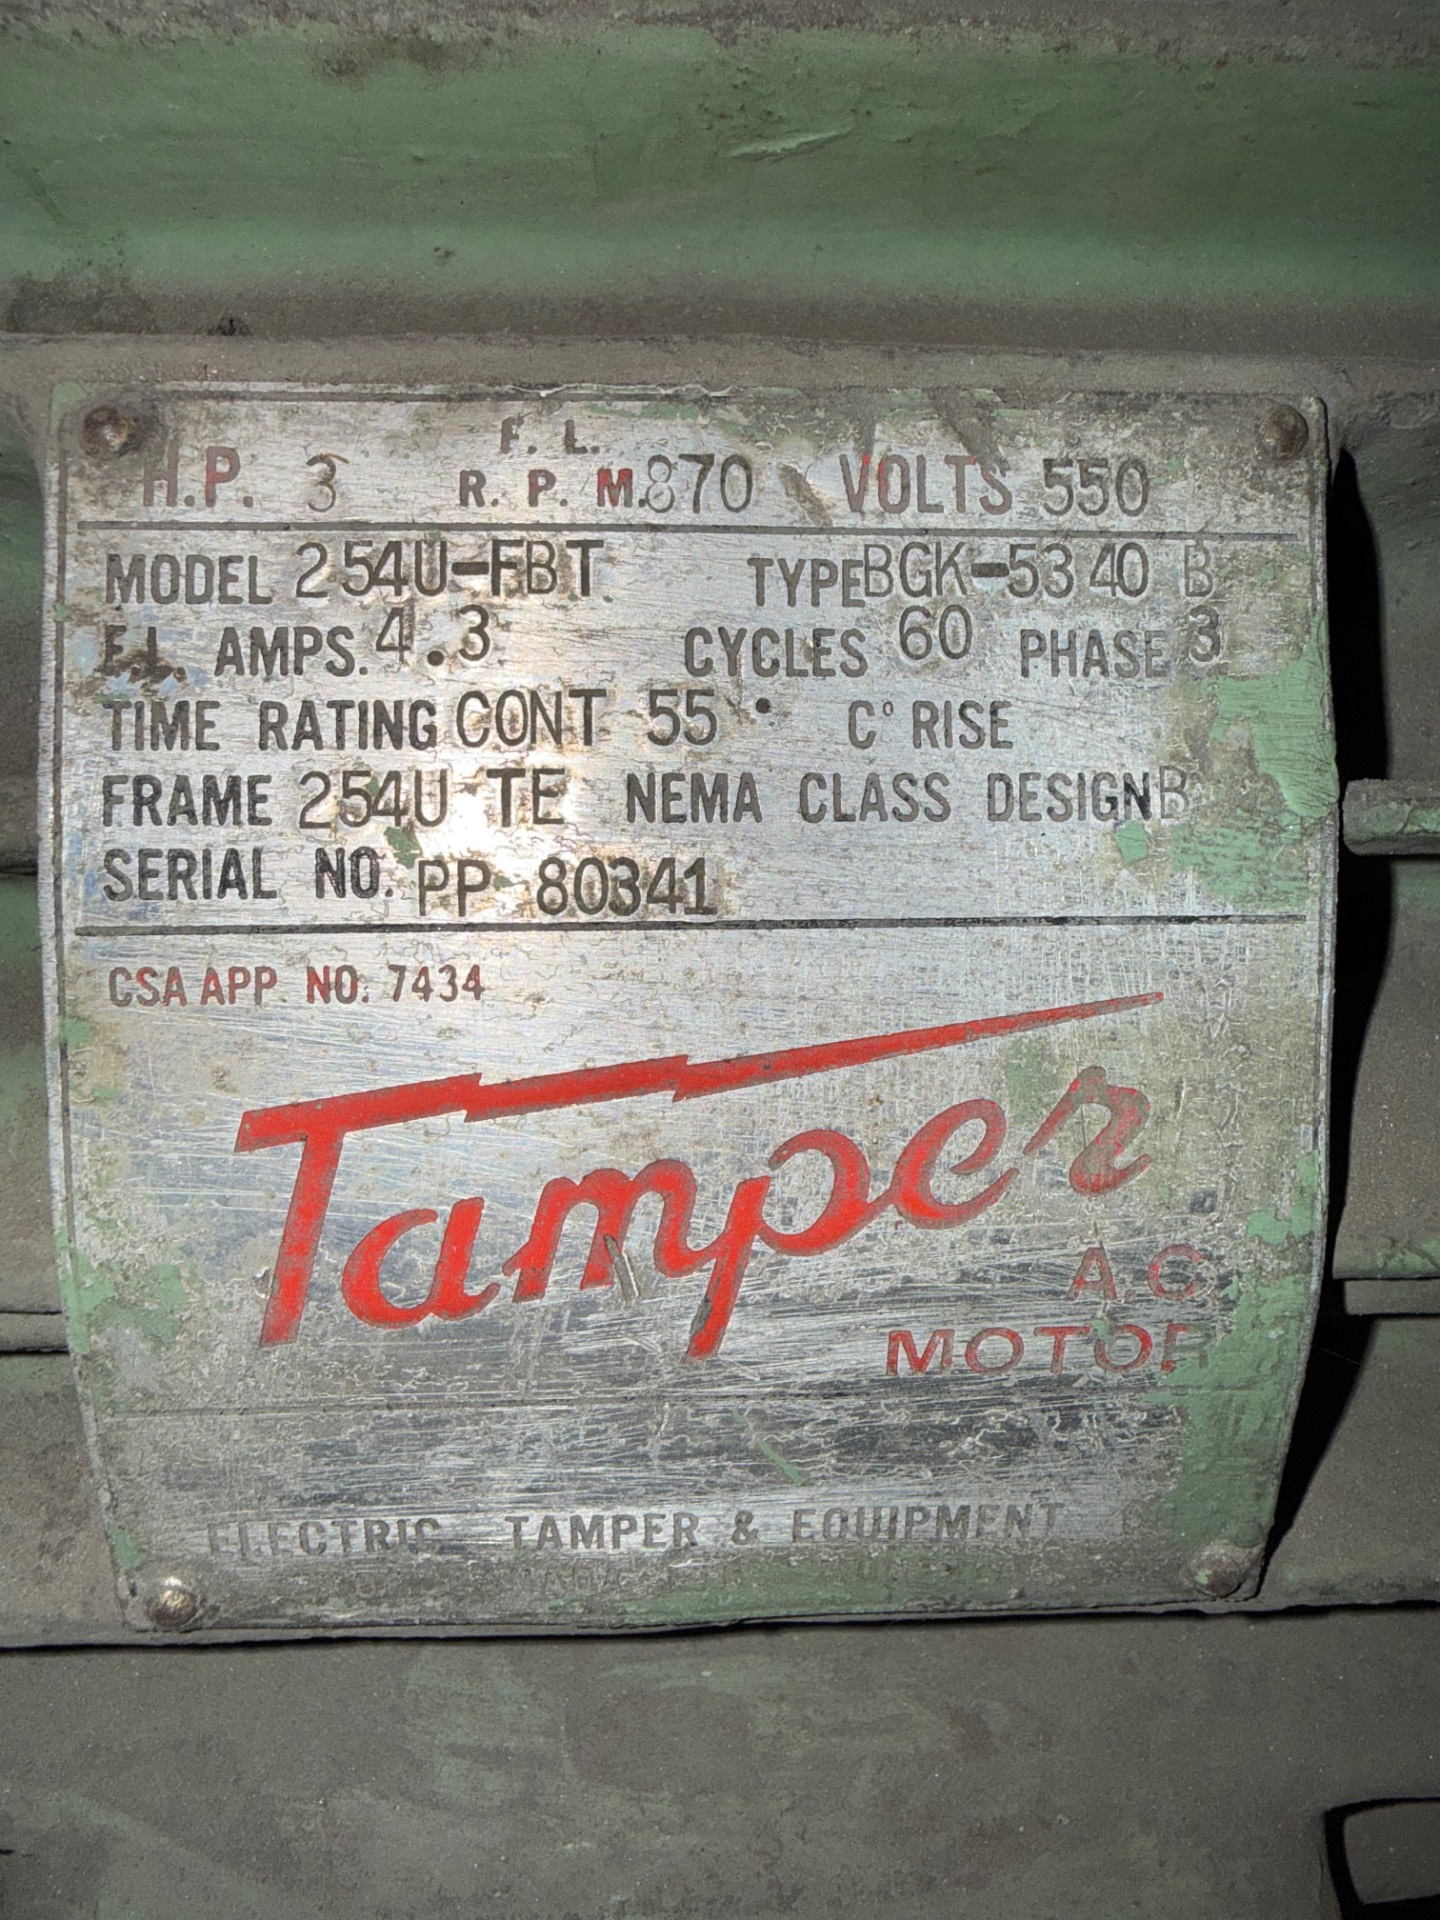 F. L.
H.P. 3 R. P. M. 870 VOLTS 550
MODEL 254U-FBT TYPE BGK-5340 B
F.L. AMPS. 4.3 CYCLES 60 PHASE 3
TIME RATING CONT 55° C° RISE
FRAME 254U TE NEMA CLASS DESIGN B
SERIAL NO. PP 80341
CSA APP. NO. 7434
Tamper
A.C.
MOTOR
ELECTRIC TAMPER & EQUIPMENT